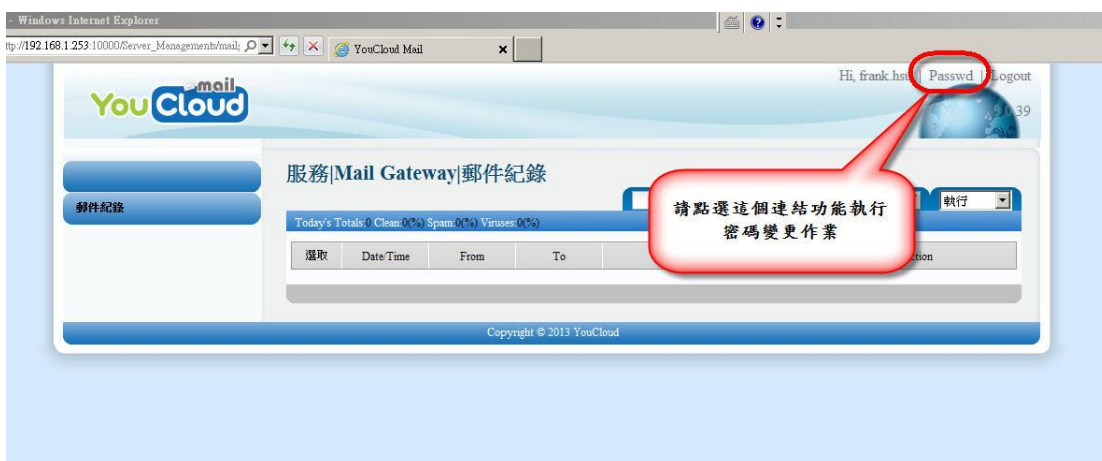 - Windows Internet Explorer
ttp://192.168.1.253:10000/Server_Managements/mail;
YouCloud Mail
YouCloud mail
Hi, frank.hsu | Passwd | Logout
39
服務|Mail Gateway|郵件紀錄
郵件紀錄
執行
請點選這個連結功能執行
密碼變更作業
Today's Totals:0 Clean:0(%) Spam:0(%) Viruses:0(%)
選取 Date/Time From To
Copyright © 2013 YouCloud